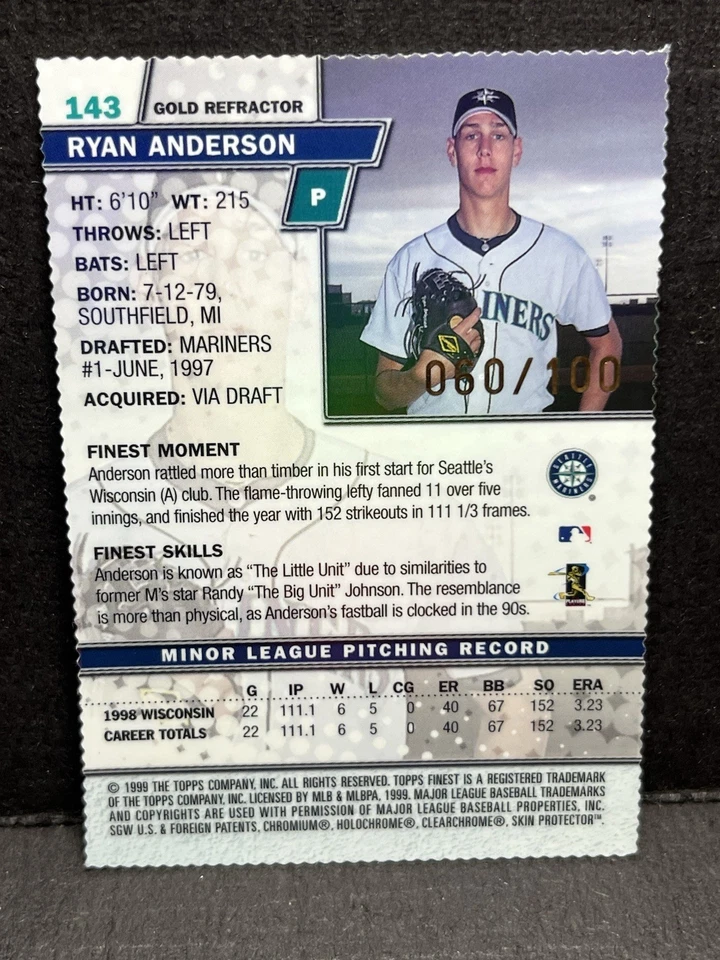 143
GOLD REFRACTOR
RYAN ANDERSON
P
HT: 6'10" WT: 215
THROWS: LEFT
BATS: LEFT
BORN: 7-12-79,
SOUTHFIELD, MI
DRAFTED: MARINERS
#1-JUNE, 1997
ACQUIRED: VIA DRAFT
INERS
060/100
FINEST MOMENT
Anderson rattled more than timber in his first start for Seattle's
Wisconsin (A) club. The flame-throwing lefty fanned 11 over five
innings, and finished the year with 152 strikeouts in 111 1/3 frames.
SEATTLE
MARINERS
®
FINEST SKILLS
Anderson is known as "The Little Unit" due to similarities to
former M's star Randy "The Big Unit" Johnson. The resemblance
is more than physical, as Anderson's fastball is clocked in the 90s.
PLAYERS
MINOR LEAGUE PITCHING RECORD
G IP W L CG ER BB SO ERA
1998 WISCONSIN 22 111.1 6 5 0 40 67 152 3.23
CAREER TOTALS 22 111.1 6 5 0 40 67 152 3.23
© 1999 THE TOPPS COMPANY, INC. ALL RIGHTS RESERVED. TOPPS FINEST IS A REGISTERED TRADEMARK
OF THE TOPPS COMPANY, INC. LICENSED BY MLB & MLBPA, 1999. MAJOR LEAGUE BASEBALL TRADEMARKS
AND COPYRIGHTS ARE USED WITH PERMISSION OF MAJOR LEAGUE BASEBALL PROPERTIES, INC.
SGW U.S. & FOREIGN PATENTS, CHROMIUM®, HOLOCHROME®, CLEARCHROME®, SKIN PROTECTOR™.